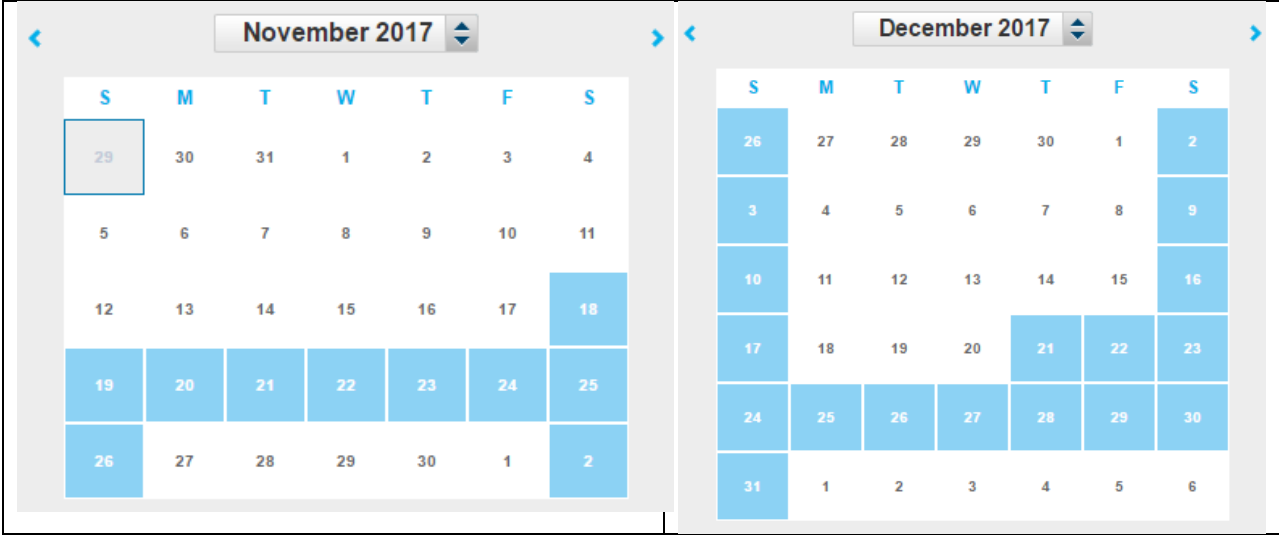 November 2017
S M T W T F S
29 30 31 1 2 3 4
5 6 7 8 9 10 11
12 13 14 15 16 17 18
19 20 21 22 23 24 25
26 27 28 29 30 1 2
December 2017
S M T W T F S
26 27 28 29 30 1 2
3 4 5 6 7 8 9
10 11 12 13 14 15 16
17 18 19 20 21 22 23
24 25 26 27 28 29 30
31 1 2 3 4 5 6